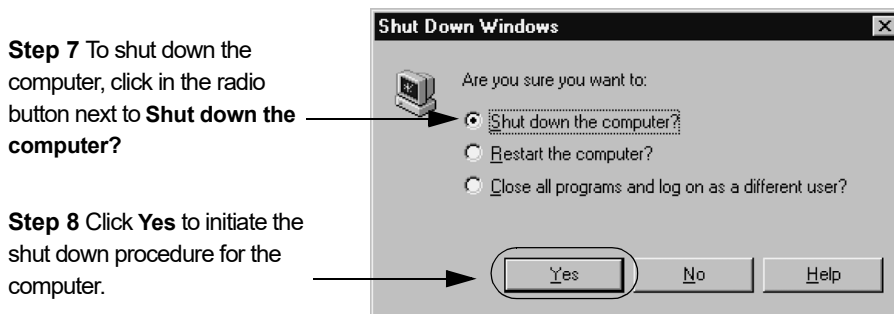 Step 7 To shut down the
computer, click in the radio
button next to Shut down the
computer?
Step 8 Click Yes to initiate the
shut down procedure for the
computer.
Shut Down Windows
Are you sure you want to:
Shut down the computer?
Restart the computer?
Close all programs and log on as a different user?
Yes
No
Help